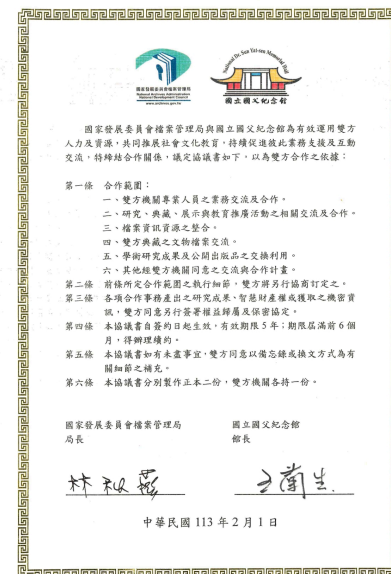 國家發展委員會檔案管理局
National Archives Administration
National Development Council
www.archives.gov.tw
National Dr. Sun Yat-sen Memorial Hall
國立國父紀念館
國家發展委員會檔案管理局與國立國父紀念館為有效運用雙方
人力及資源,共同推展社會文化教育,持續促進彼此業務支援及互動
交流,特締結合作關係,議定協議書如下,以為雙方合作之依據:
第一條 合作範圍:
一、雙方機關專業人員之業務交流及合作。
二、研究、典藏、展示與教育推廣活動之相關交流及合作。
三、檔案資訊資源之整合。
四、雙方典藏之文物檔案交流。
五、學術研究成果及公開出版品之交換利用。
六、其他經雙方機關同意之交流與合作計畫。
第二條 前條所定合作範圍之執行細節,雙方將另行協商訂定之。
第三條 各項合作事務產出之研究成果、智慧財產權或獲取之機密資
訊,雙方同意另行簽署權益歸屬及保密協定。
第四條 本協議書自簽約日起生效,有效期限5年;期限屆滿前6個
月,得辦理續約。
第五條 本協議書如有未盡事宜,雙方同意以備忘錄或換文方式為有
關細節之補充。
第六條 本協議書分別製作正本二份,雙方機關各持一份。
國家發展委員會檔案管理局
局長
國立國父紀念館
館長
林秋燕
王蘭生
中華民國113年2月1日